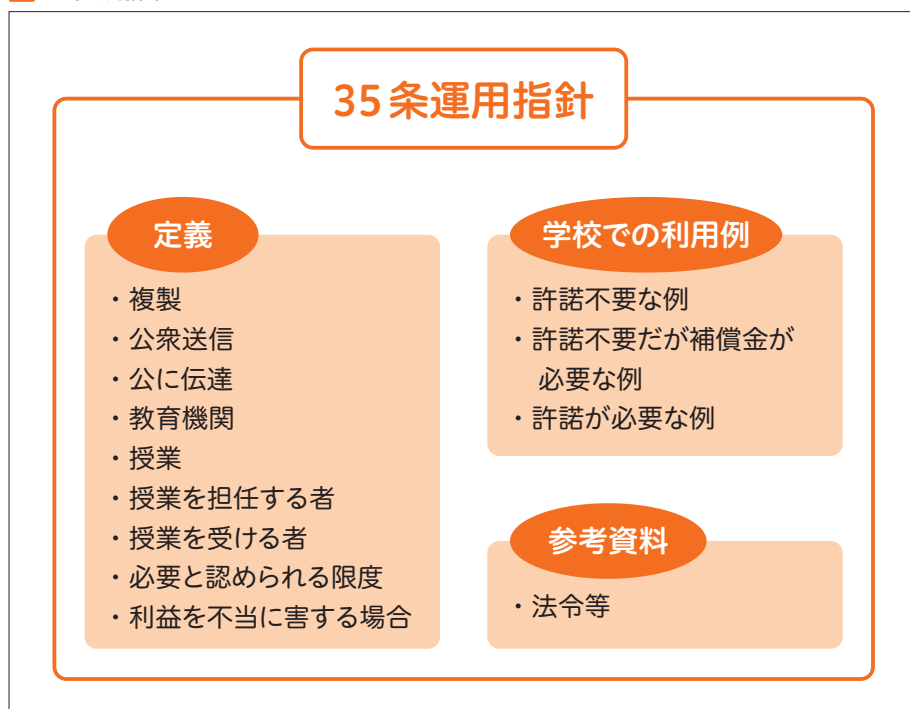 35条運用指針
定義
・複製
・公衆送信
・公に伝達
・教育機関
・授業
・授業を担任する者
・授業を受ける者
・必要と認められる限度
・利益を不当に害する場合
学校での利用例
・許諾不要な例
・許諾不要だが補償金が
必要な例
・許諾が必要な例
参考資料
・法令等